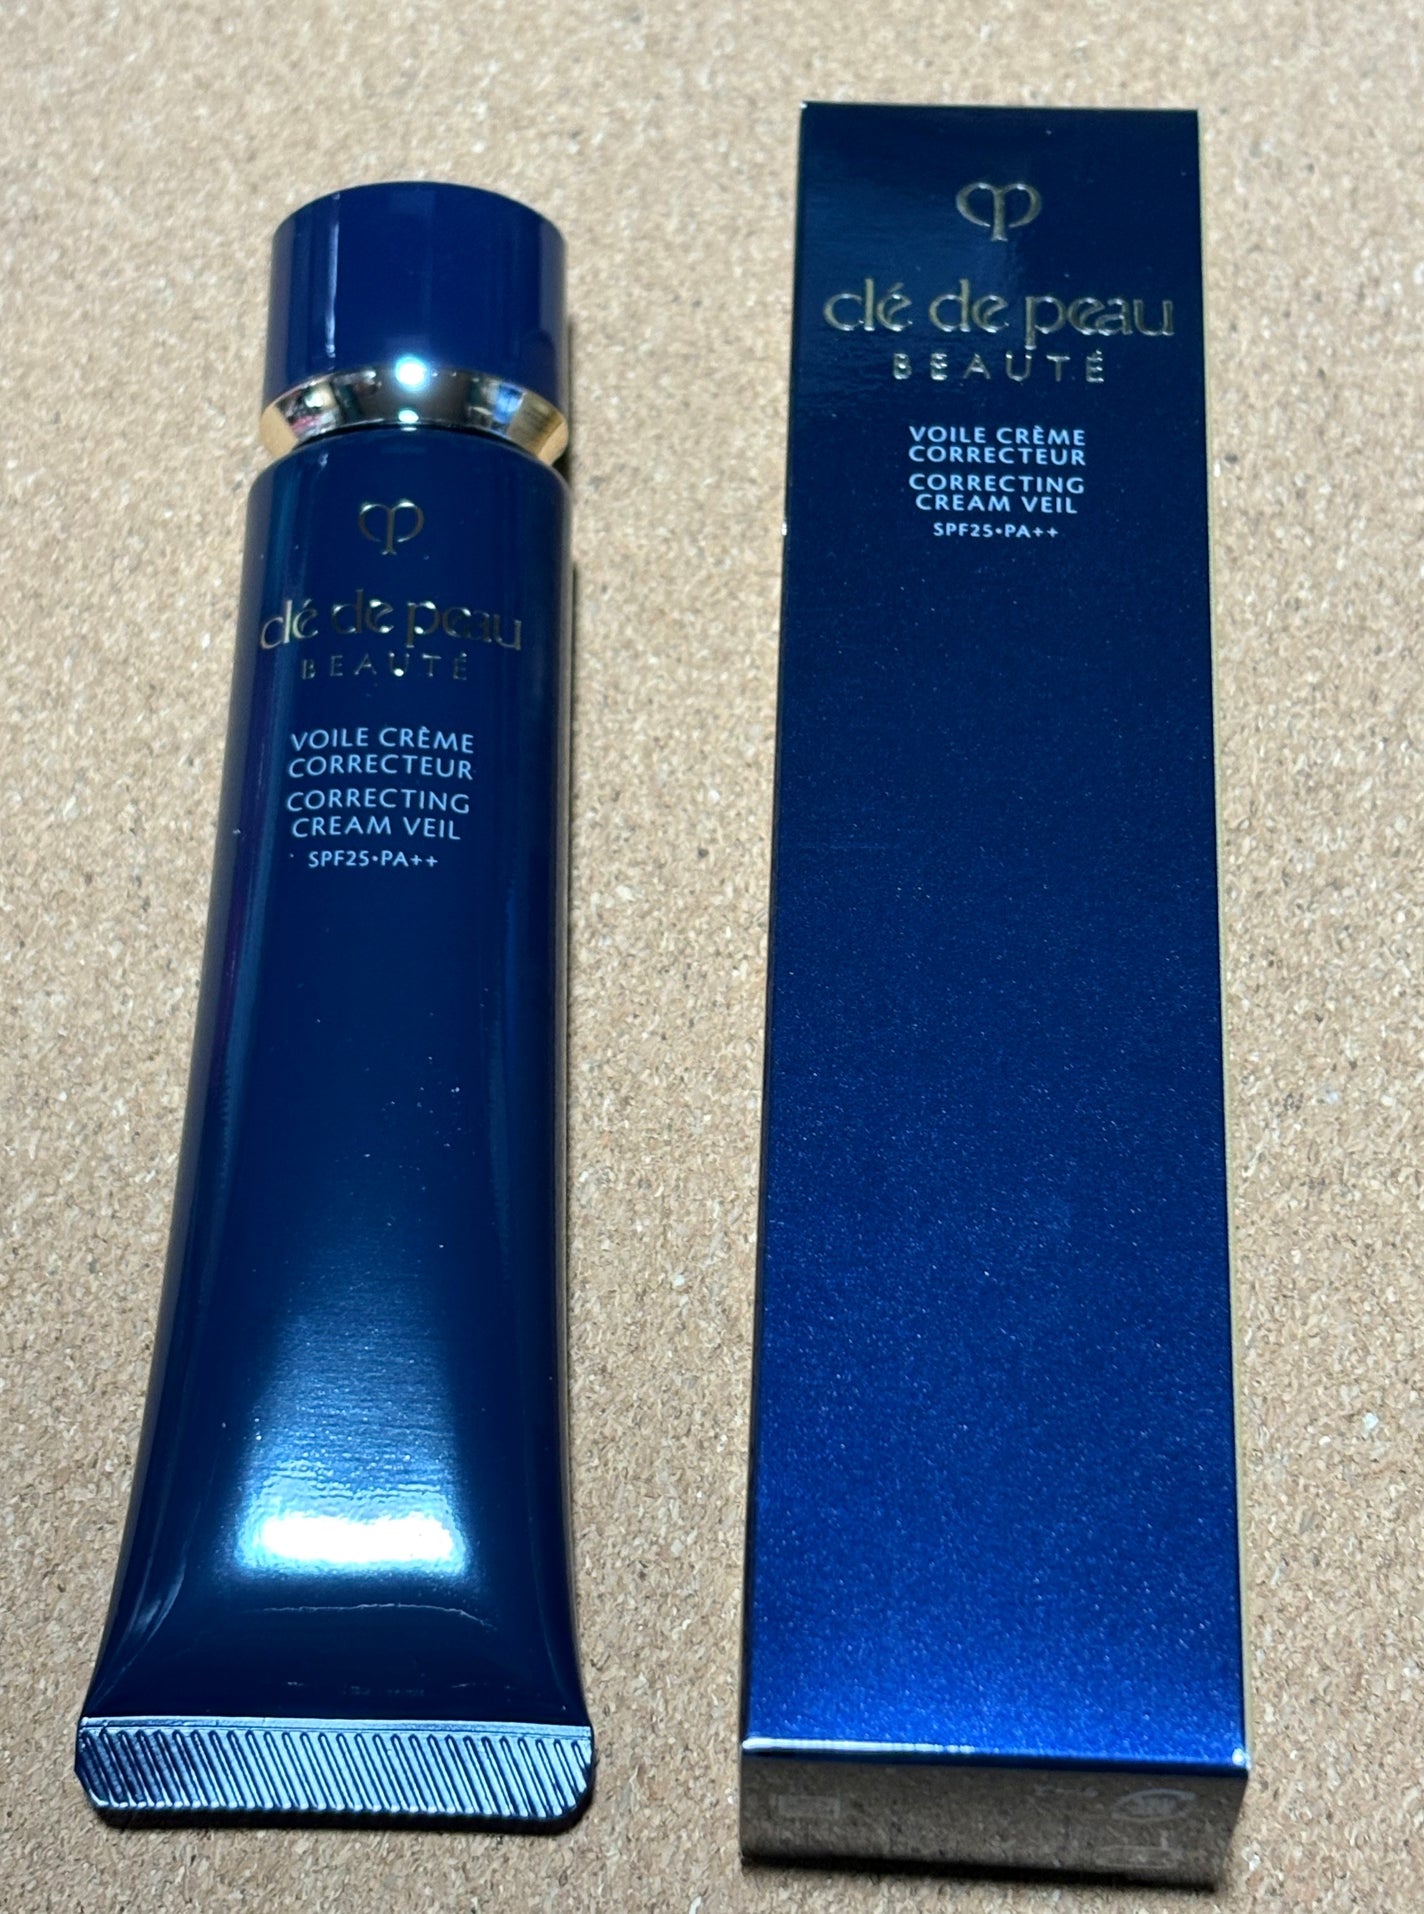 clé de peau
BEAUTÉ
VOILE CRÈME
CORRECTEUR
CORRECTING
CREAM VEIL
SPF25•PA++
clé de peau
BEAUTÉ
VOILE CRÈME
CORRECTEUR
CORRECTING
CREAM VEIL
SPF25•PA++